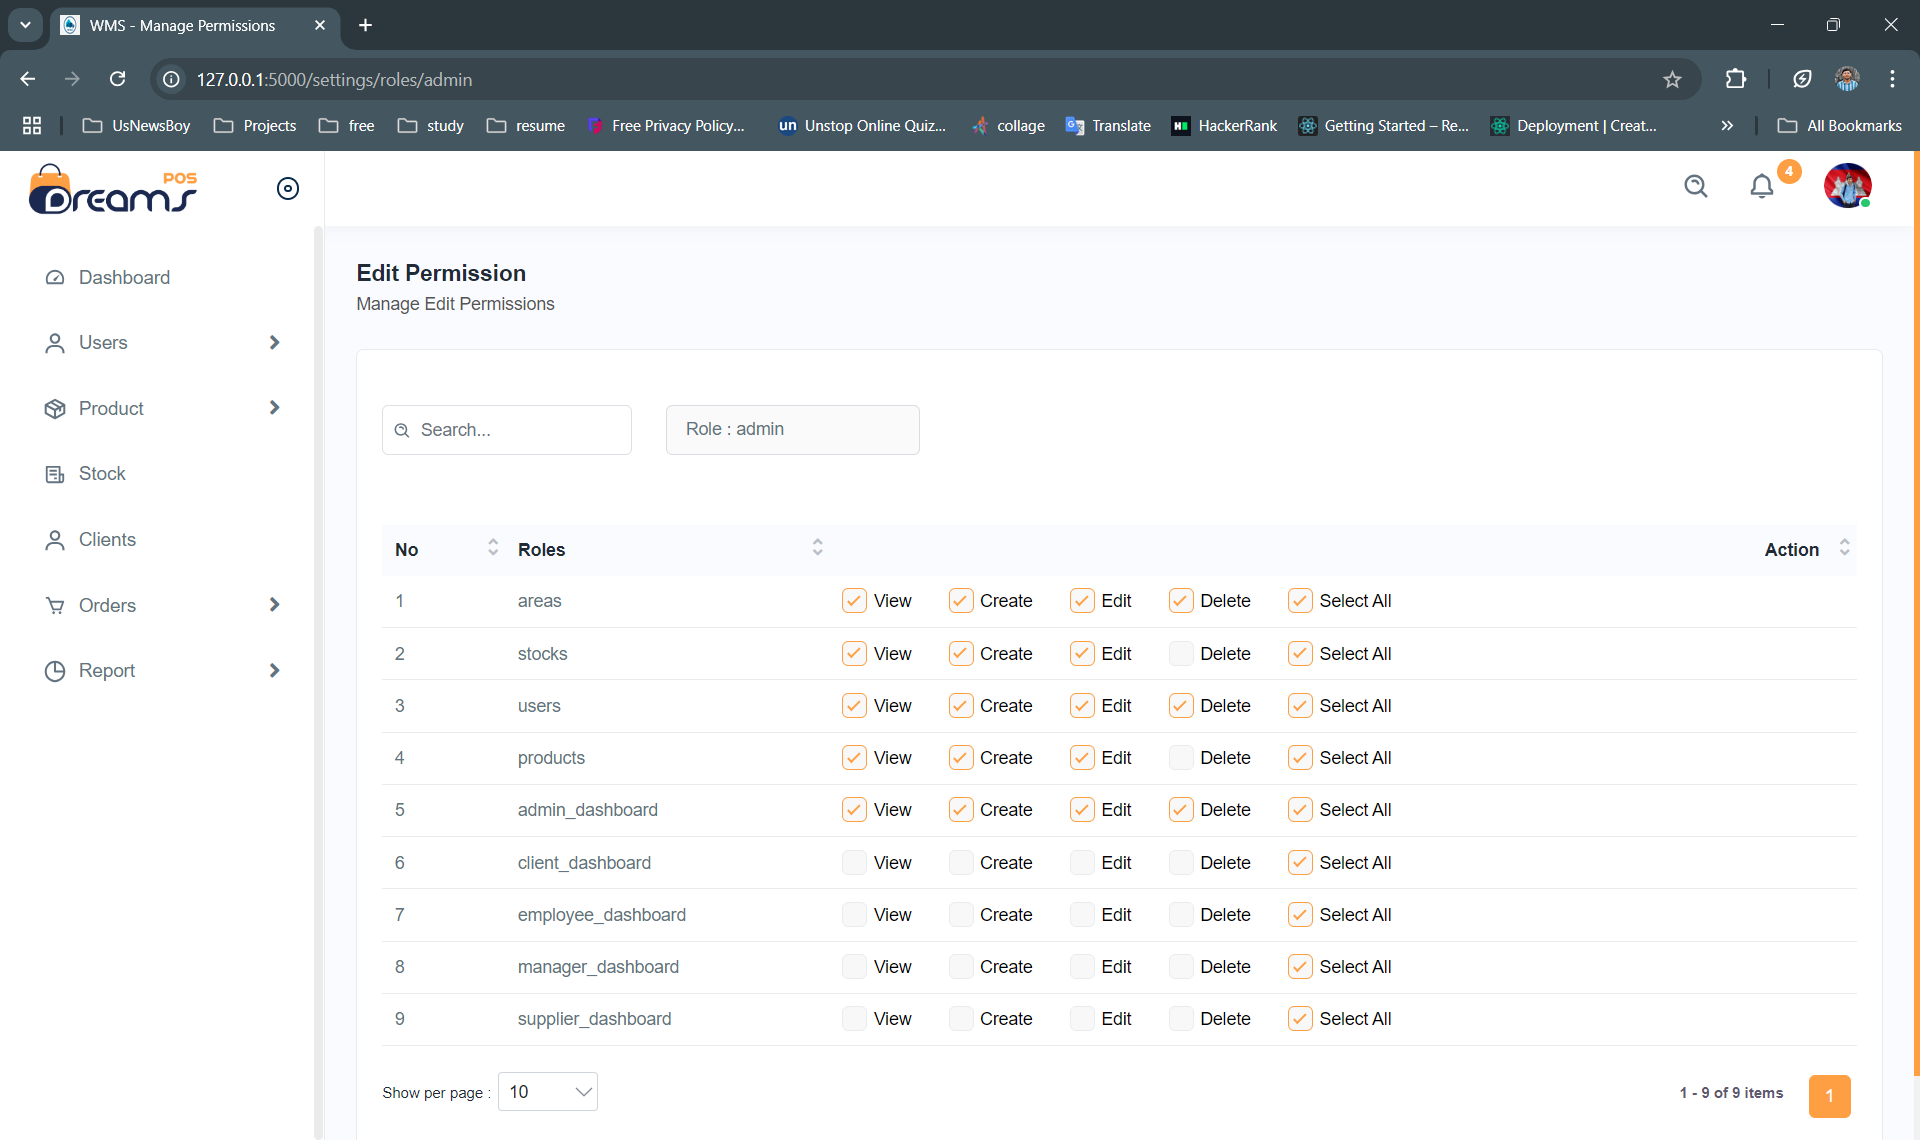 WMS - Manage Permissions
127.0.0.1:5000/settings/roles/admin
UsNewsBoy Projects free study resume Free Privacy Policy... un Unstop Online Quiz... collage Translate HackerRank Getting Started – Re... Deployment | Creat... » All Bookmarks
Dreams POS
4
Dashboard
Users
Product
Stock
Clients
Orders
Report
Edit Permission
Manage Edit Permissions
Search...
Role : admin
No Roles Action
1 areas View Create Edit Delete Select All
2 stocks View Create Edit Delete Select All
3 users View Create Edit Delete Select All
4 products View Create Edit Delete Select All
5 admin_dashboard View Create Edit Delete Select All
6 client_dashboard View Create Edit Delete Select All
7 employee_dashboard View Create Edit Delete Select All
8 manager_dashboard View Create Edit Delete Select All
9 supplier_dashboard View Create Edit Delete Select All
Show per page : 10
1 - 9 of 9 items 1